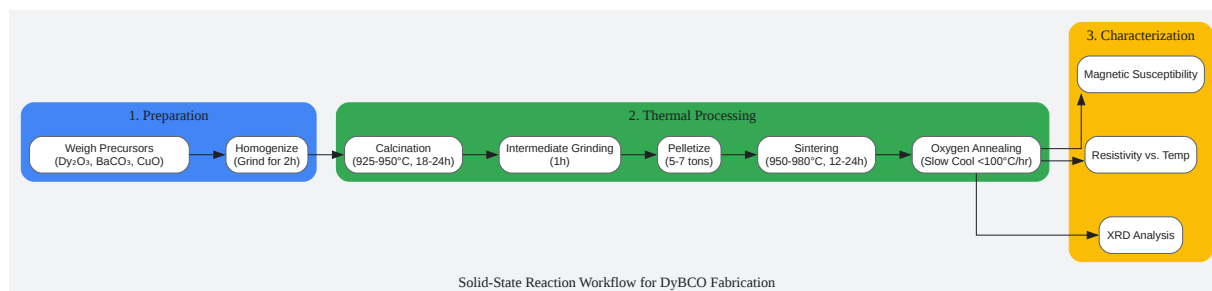 1. Preparation
Weigh Precursors
(Dy₂O₃, BaCO₃, CuO)
Homogenize
(Grind for 2h)
2. Thermal Processing
Calcination
(925-950°C, 18-24h)
Intermediate Grinding
(1h)
Pelletize
(5-7 tons)
Sintering
(950-980°C, 12-24h)
Oxygen Annealing
(Slow Cool <100°C/hr)
3. Characterization
Magnetic Susceptibility
Resistivity vs. Temp
XRD Analysis
Solid-State Reaction Workflow for DyBCO Fabrication